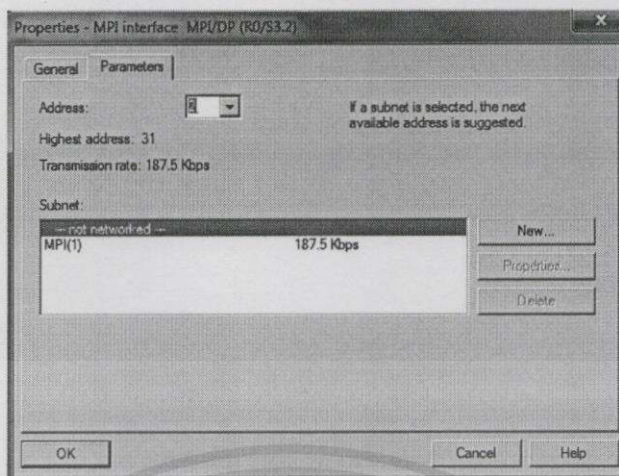 Properties - MPI interface MPI/DP (R0/S3.2)
X
General Parameters
Address:
If a subnet is selected, the next
available address is suggested.
Highest address: 31
Transmission rate: 187.5 Kbps
Subnet:
--- not networked ---
MPI(1) 187.5 Kbps
New...
Properties...
Delete
OK
Cancel
Help